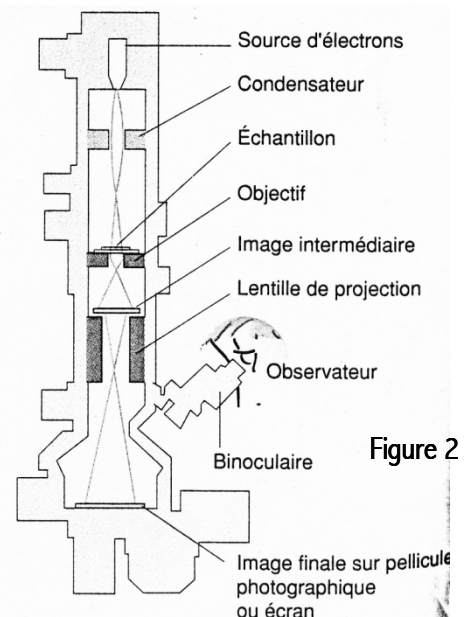 Source d'électrons
Condensateur
Échantillon
Objectif
Image intermédiaire
Lentille de projection
Observateur
Binoculaire
Figure 2
Image finale sur pellicule
photographique
ou écran